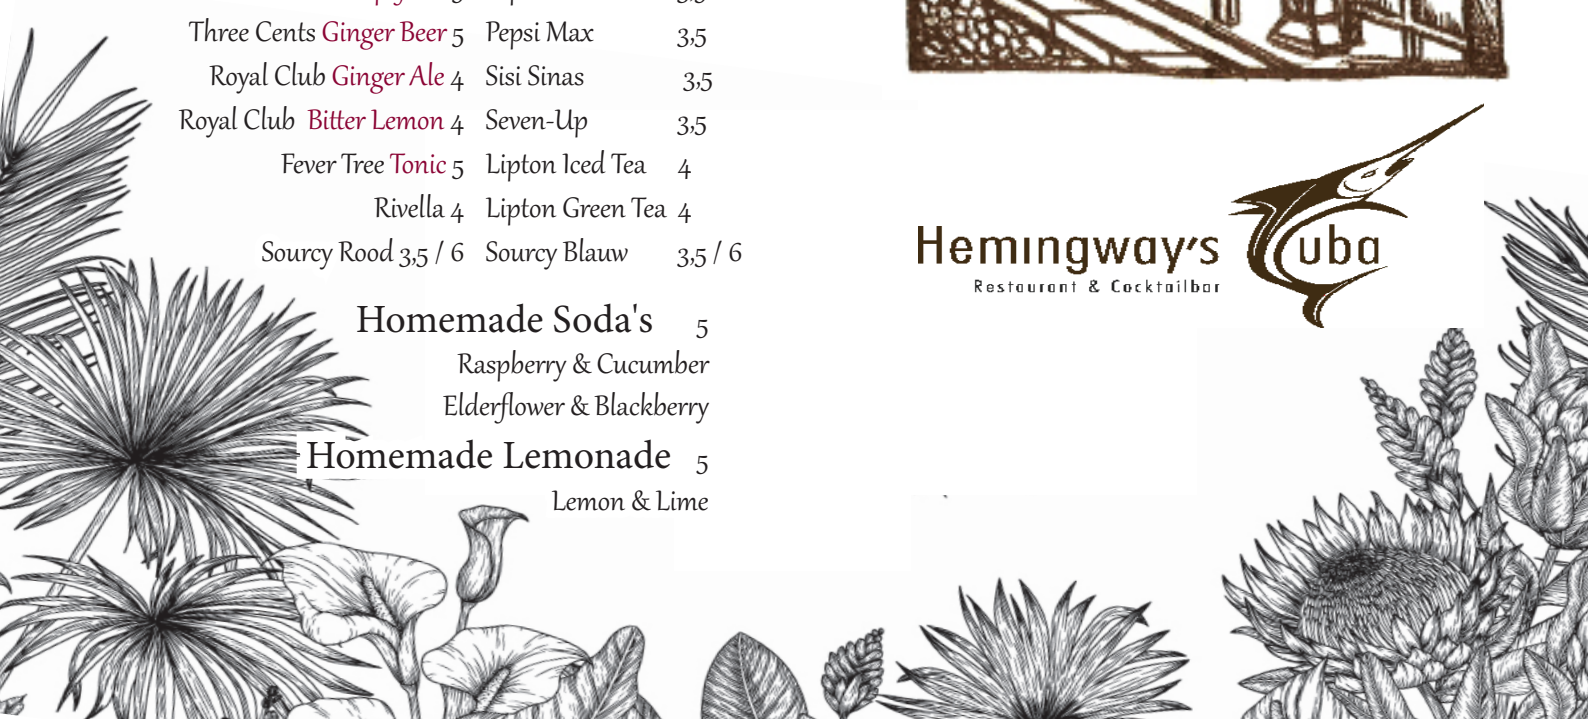 Three Cents Ginger Beer 5 Pepsi Max 3,5
Royal Club Ginger Ale 4 Sisi Sinas 3,5
Royal Club Bitter Lemon 4 Seven-Up 3,5
Fever Tree Tonic 5 Lipton Iced Tea 4
Rivella 4 Lipton Green Tea 4
Sourcy Rood 3,5 / 6 Sourcy Blauw 3,5 / 6
Homemade Soda's 5
Raspberry & Cucumber
Elderflower & Blackberry
Homemade Lemonade 5
Lemon & Lime
Hemingway's Cuba
Restaurant & Cocktailbar